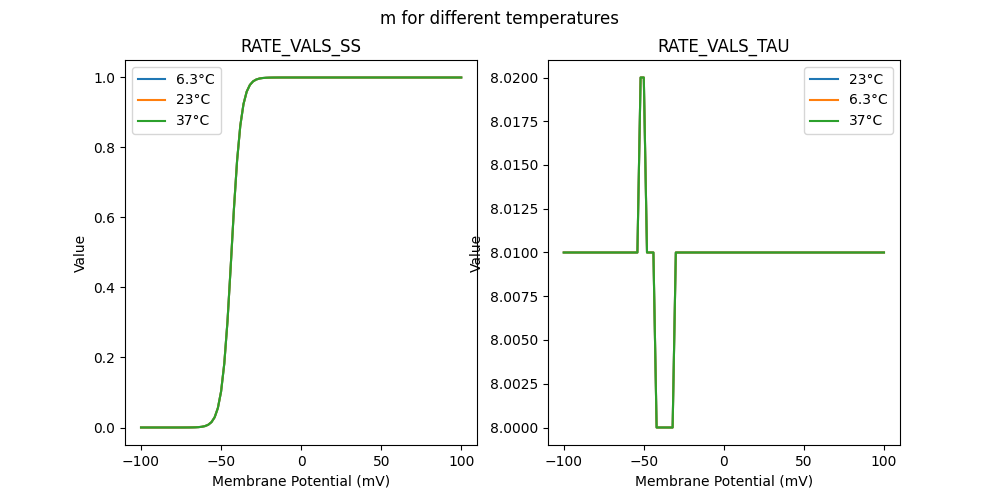 m for different temperatures
RATE_VALS_SS
1.0
0.8
0.6
0.4
0.2
0.0
Value
6.3°C
23°C
37°C
−100
−50
0
50
100
Membrane Potential (mV)
RATE_VALS_TAU
8.0200
8.0175
8.0150
8.0125
8.0100
8.0075
8.0050
8.0025
8.0000
Value
23°C
6.3°C
37°C
−100
−50
0
50
100
Membrane Potential (mV)